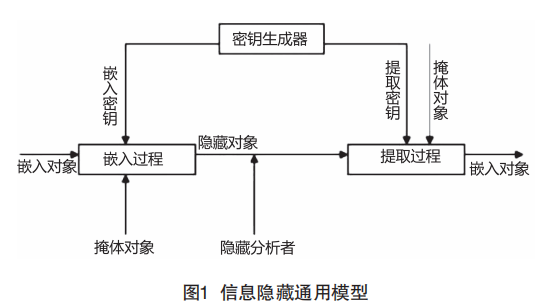 密钥生成器
嵌入密钥
提取密钥
掩体对象
嵌入对象
嵌入过程
隐藏对象
提取过程
嵌入对象
掩体对象
隐藏分析者
图1 信息隐藏通用模型